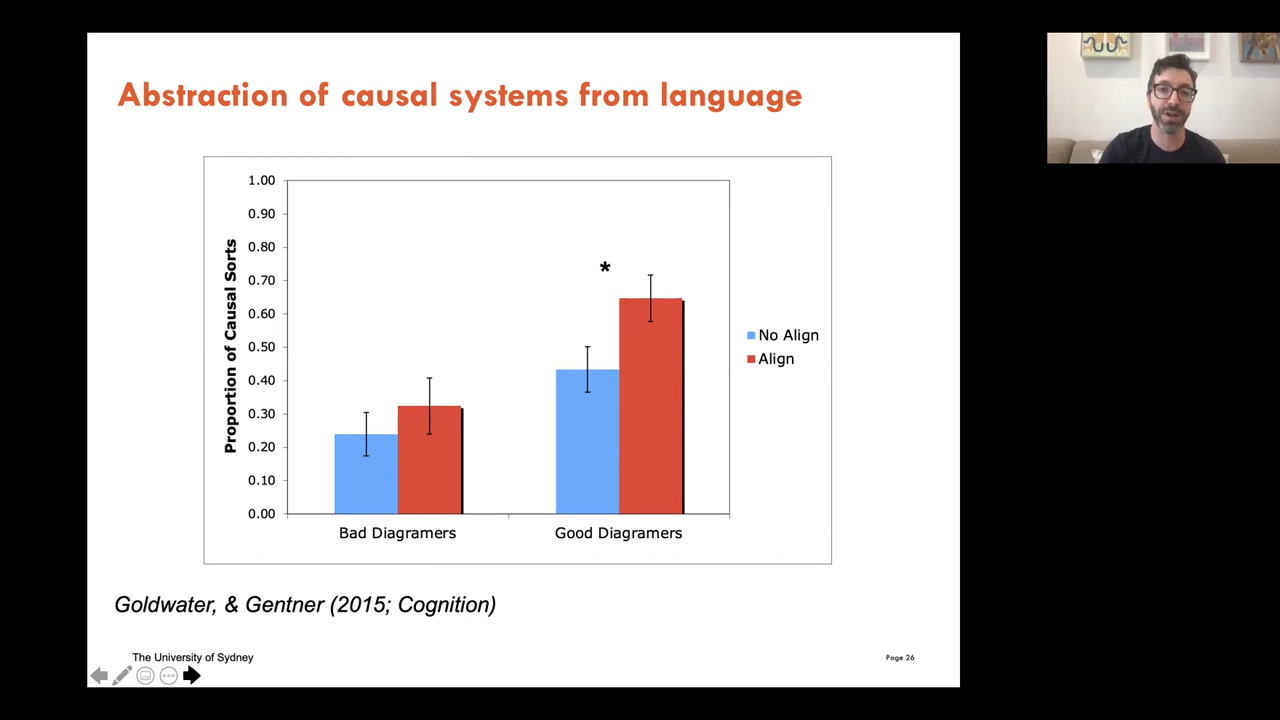 Abstraction of causal systems from language
Proportion of Causal Sorts
1.00
0.90
0.80
0.70
0.60
0.50
0.40
0.30
0.20
0.10
0.00
*
Bad Diagramers
Good Diagramers
No Align
Align
Goldwater, & Gentner (2015; Cognition)
The University of Sydney
Page 26